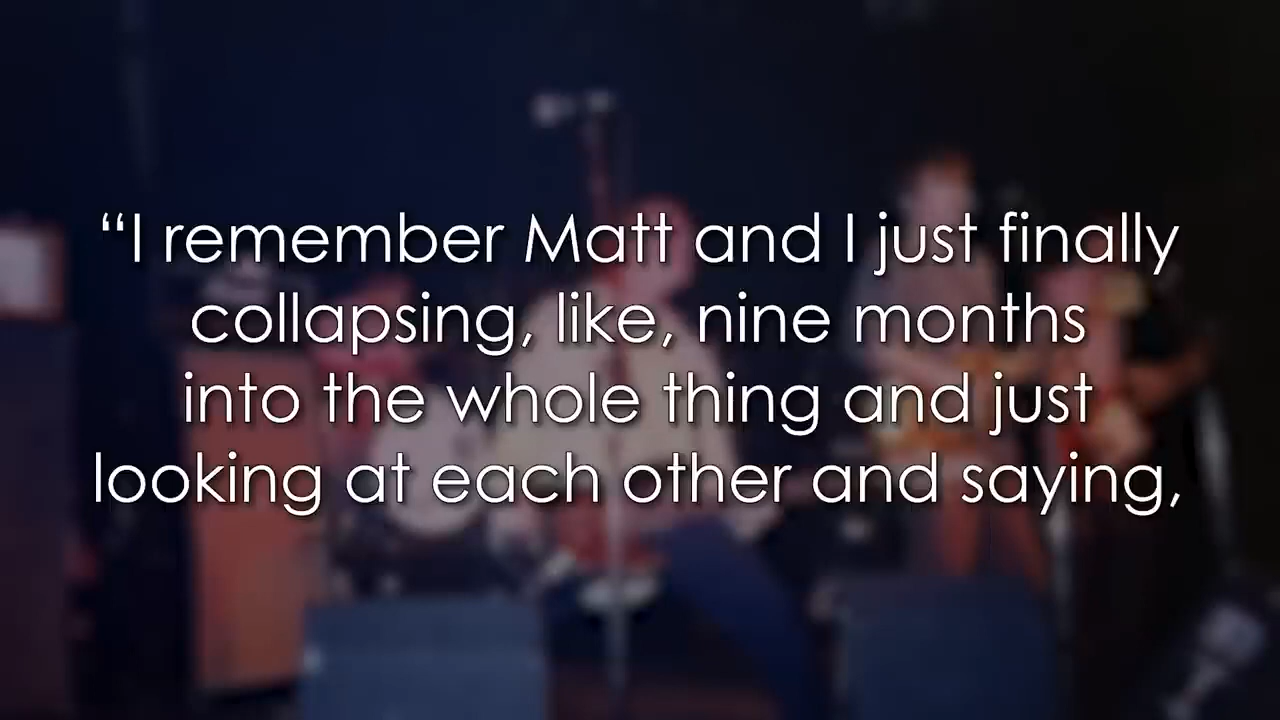 “I remember Matt and I just finally
collapsing, like, nine months
into the whole thing and just
looking at each other and saying,